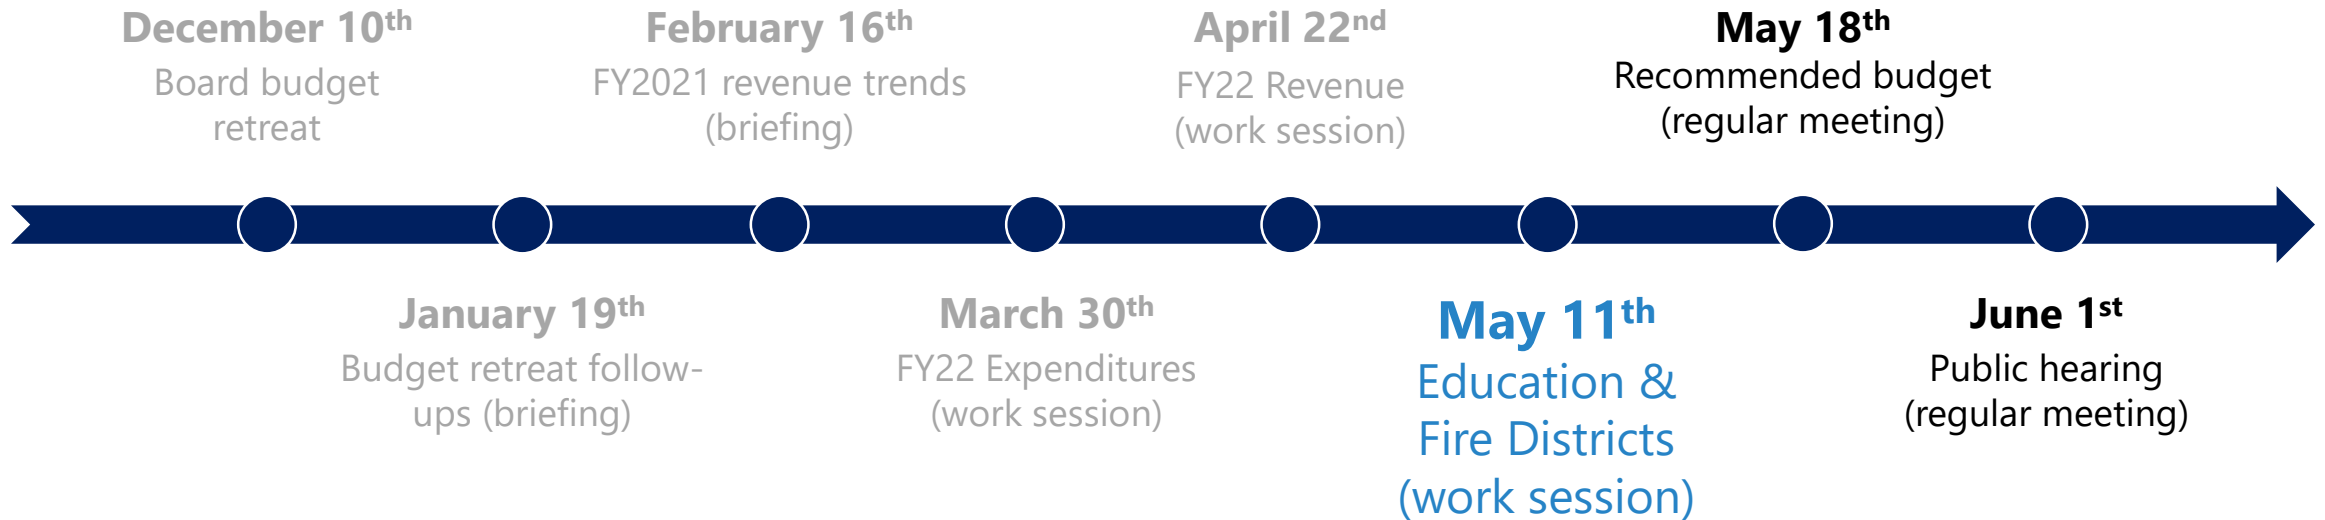 December 10th
Board budget
retreat
February 16th
FY2021 revenue trends
(briefing)
April 22nd
FY22 Revenue
(work session)
May 18th
Recommended budget
(regular meeting)
January 19th
Budget retreat follow-
ups (briefing)
March 30th
FY22 Expenditures
(work session)
May 11th
Education &
Fire Districts
(work session)
June 1st
Public hearing
(regular meeting)